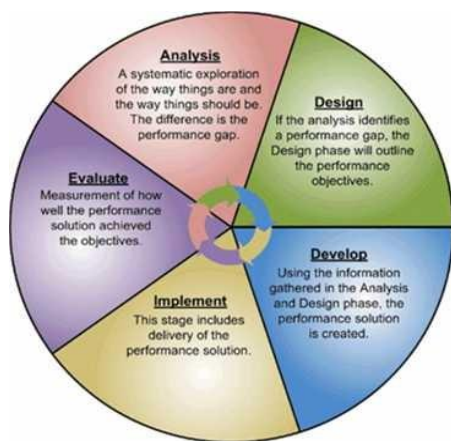 Analysis
A systematic exploration
of the way things are and
the way things should be.
The difference is the
performance gap.
Design
If the analysis identifies
a performance gap, the
Design phase will outline
the performance
objectives.
Develop
Using the information
gathered in the Analysis
and Design phase, the
performance solution
is created.
Implement
This stage includes
delivery of the
performance solution.
Evaluate
Measurement of how
well the performance
solution achieved
the objectives.